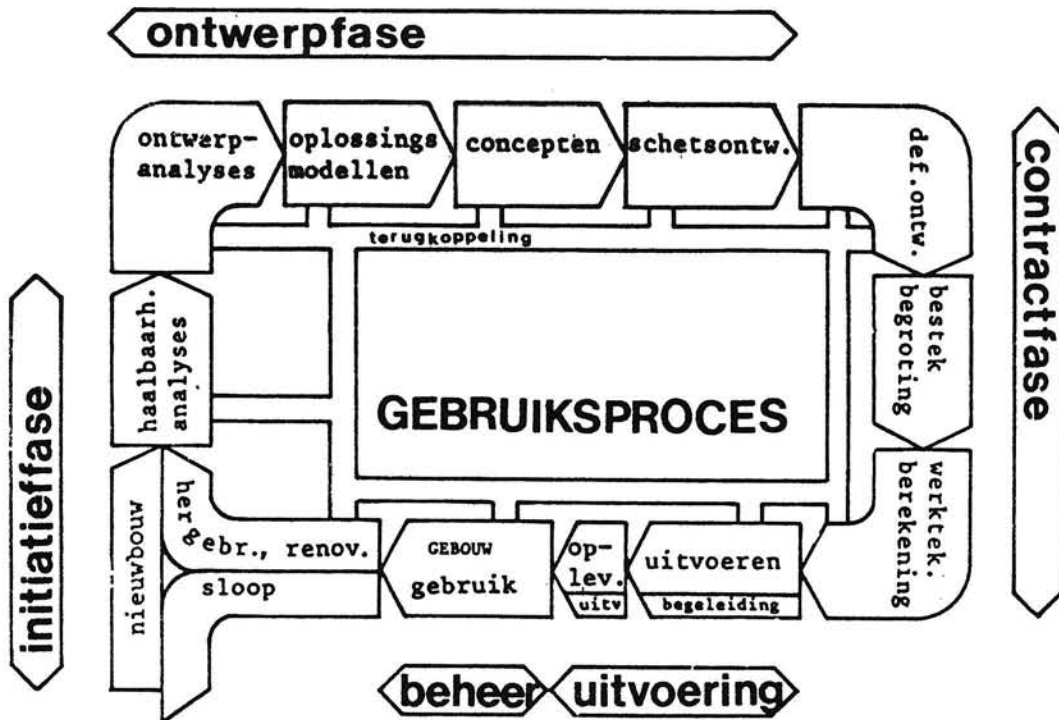 ontwerpfase
ontwerp-
analyses
oplossings
modellen
concepten
schetsontw.
def.ontw.
terugkoppeling
contractfase
bestek
begroting
initiatieffase
haalbaarh.
analyses
GEBRUIKSPROCES
werktek.
berekening
nieuwbouw
her
gebr., renov.
sloop
GEBOUW
gebruik
op-
lev.
uitv
uitvoeren
begeleiding
beheer
uitvoering